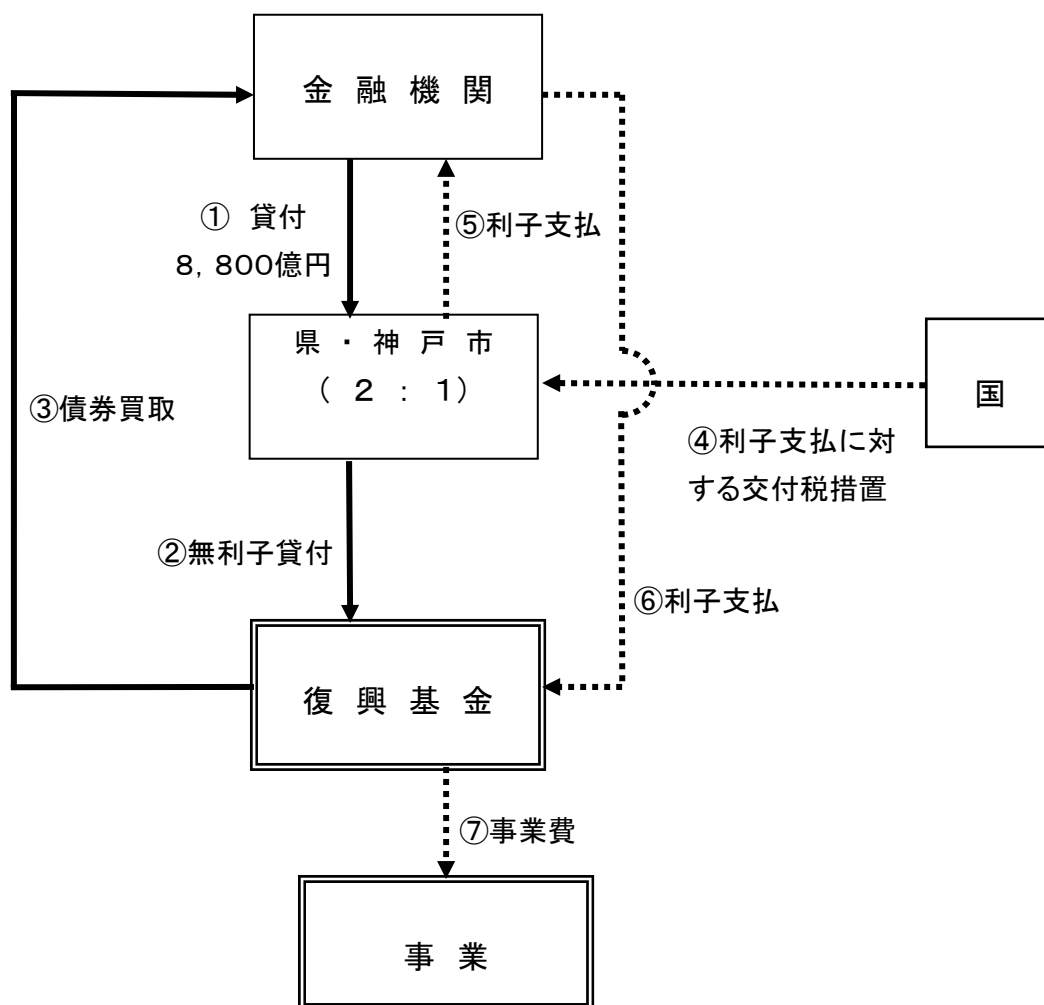 金融機関
① 貸付
8,800億円
⑤利子支払
県・神戸市
(2:1)
国
③債券買取
④利子支払に対
する交付税措置
②無利子貸付
⑥利子支払
復興基金
⑦事業費
事業